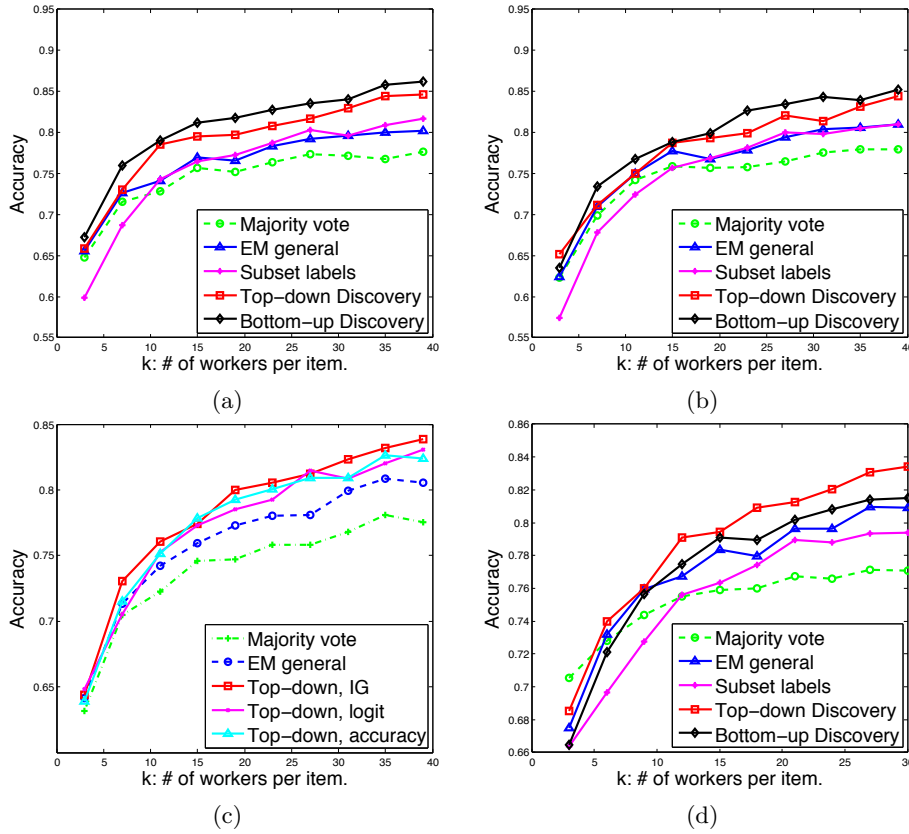 0.95
0.9
0.85
0.8
0.75
0.7
0.65
0.6
0.55
Accuracy
0 5 10 15 20 25 30 35 40
k: # of workers per item.
Majority vote
EM general
Subset labels
Top−down Discovery
Bottom−up Discovery
(a)
0.95
0.9
0.85
0.8
0.75
0.7
0.65
0.6
0.55
Accuracy
0 5 10 15 20 25 30 35 40
k: # of workers per item.
Majority vote
EM general
Subset labels
Top−down Discovery
Bottom−up Discovery
(b)
0.85
0.8
0.75
0.7
0.65
Accuracy
0 5 10 15 20 25 30 35 40
k: # of workers per item.
Majority vote
EM general
Top−down, IG
Top−down, logit
Top−down, accuracy
(c)
0.86
0.84
0.82
0.8
0.78
0.76
0.74
0.72
0.7
0.68
0.66
Accuracy
0 5 10 15 20 25 30
k: # of workers per item.
Majority vote
EM general
Subset labels
Top−down Discovery
Bottom−up Discovery
(d)